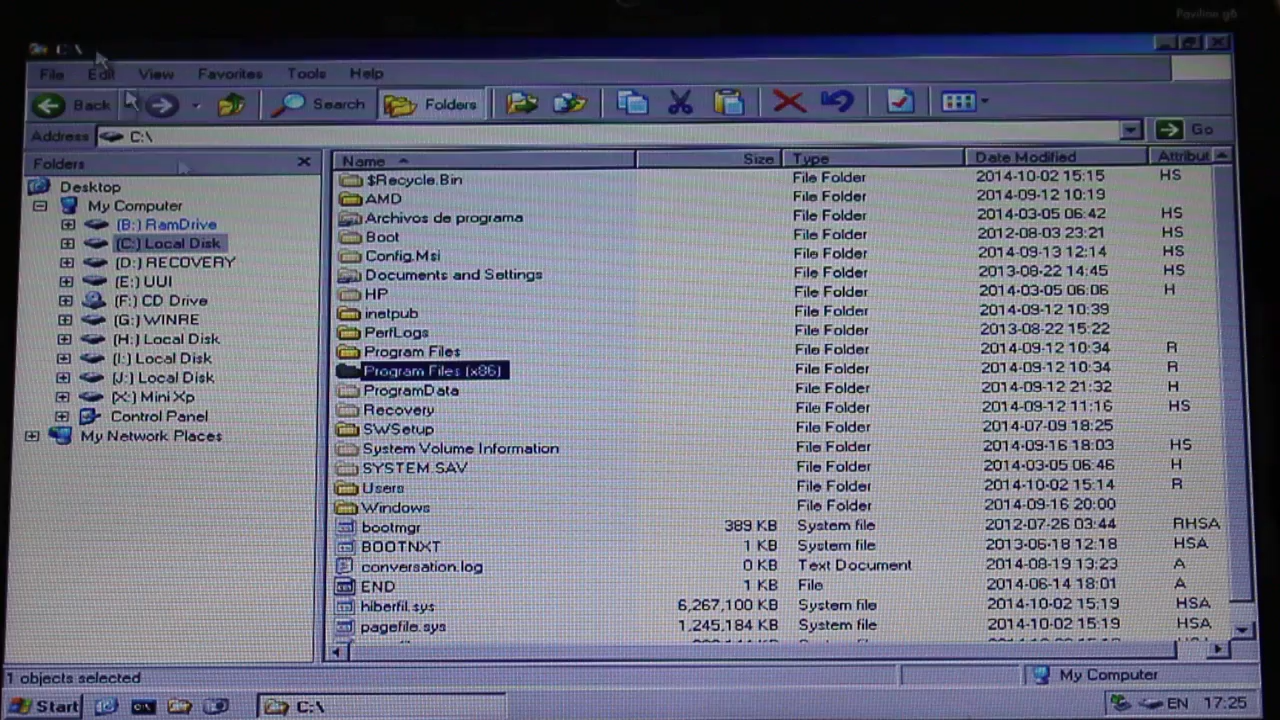 Pavilion g6
C:\
File Edit View Favorites Tools Help
Back Search Folders
Address C:\ Go
Folders
Desktop
My Computer
(B:) RamDrive
(C:) Local Disk
(D:) RECOVERY
(E:) UUI
(F:) CD Drive
(G:) WINRE
(H:) Local Disk
(I:) Local Disk
(J:) Local Disk
(X:) Mini Xp
Control Panel
My Network Places
Name Size Type Date Modified Attribut
$Recycle.Bin File Folder 2014-10-02 15:15 HS
AMD File Folder 2014-09-12 10:19
Archivos de programa File Folder 2014-03-05 06:42 HS
Boot File Folder 2012-08-03 23:21 HS
Config.Msi File Folder 2014-09-13 12:14 HS
Documents and Settings File Folder 2013-08-22 14:45 HS
HP File Folder 2014-03-05 06:06 H
inetpub File Folder 2014-09-12 10:39
PerfLogs File Folder 2013-08-22 15:22
Program Files File Folder 2014-09-12 10:34 R
Program Files (x86) File Folder 2014-09-12 10:34 R
ProgramData File Folder 2014-09-12 21:32 H
Recovery File Folder 2014-09-12 11:16 HS
SWSetup File Folder 2014-07-09 18:25
System Volume Information File Folder 2014-09-16 18:03 HS
SYSTEM.SAV File Folder 2014-03-05 06:46 H
Users File Folder 2014-10-02 15:14 R
Windows File Folder 2014-09-16 20:00
bootmgr 389 KB System file 2012-07-26 03:44 RHSA
BOOTNXT 1 KB System file 2013-06-18 12:18 HSA
conversation.log 0 KB Text Document 2014-08-19 13:23 A
END 1 KB File 2014-06-14 18:01 A
hiberfil.sys 6,267,100 KB System file 2014-10-02 15:19 HSA
pagefile.sys 1,245,184 KB System file 2014-10-02 15:19 HSA
1 objects selected My Computer
Start C:\ EN 17:25